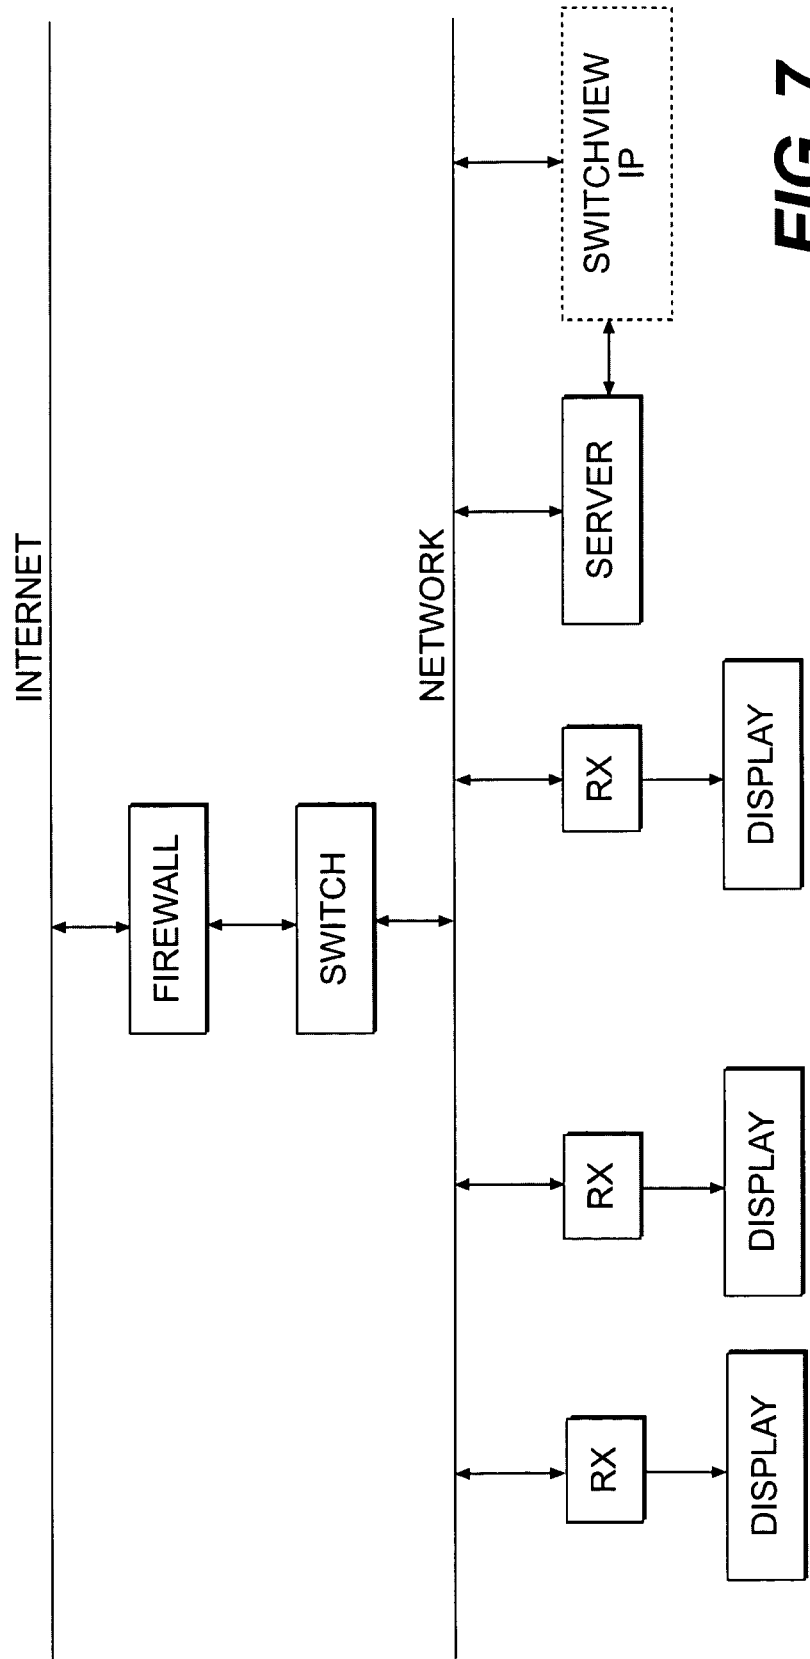 INTERNET
FIREWALL
SWITCH
NETWORK
RX
RX
RX
SERVER
SWITCHVIEW
IP
DISPLAY
DISPLAY
DISPLAY
FIG. 7